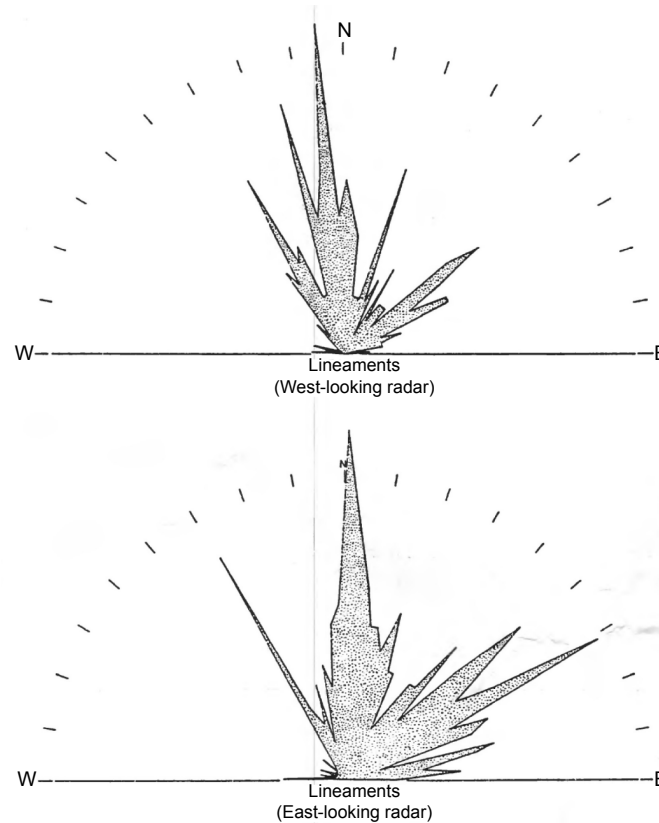 N
W
E
Lineaments
(West-looking radar)
N
W
E
Lineaments
(East-looking radar)